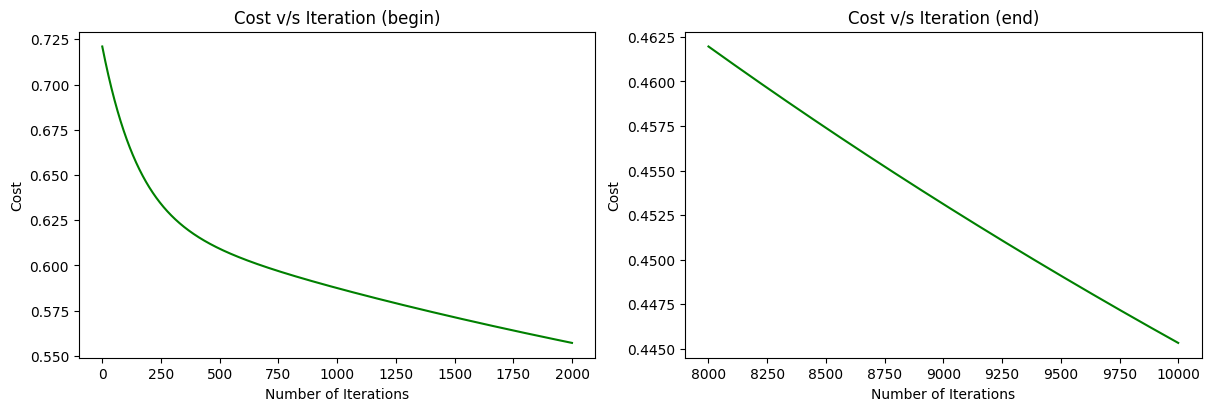 Cost v/s Iteration (begin)
0.725
0.700
0.675
0.650
0.625
0.600
0.575
0.550
Cost
0 250 500 750 1000 1250 1500 1750 2000
Number of Iterations
Cost v/s Iteration (end)
0.4625
0.4600
0.4575
0.4550
0.4525
0.4500
0.4475
0.4450
Cost
8000 8250 8500 8750 9000 9250 9500 9750 10000
Number of Iterations